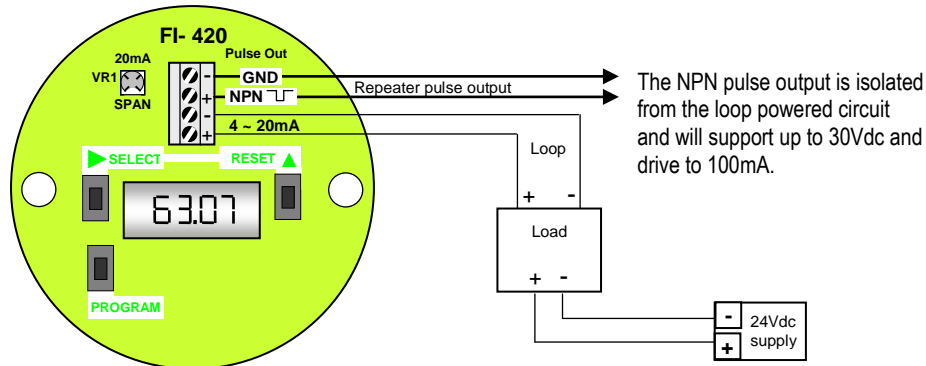 FI- 420
20mA
VR1
SPAN
Pulse Out
- GND
+ NPN
-
+ 4 ~ 20mA
Repeater pulse output
The NPN pulse output is isolated
from the loop powered circuit
and will support up to 30Vdc and
drive to 100mA.
SELECT
RESET
63.07
PROGRAM
Loop
+ -
Load
+ -
- 24Vdc
+ supply